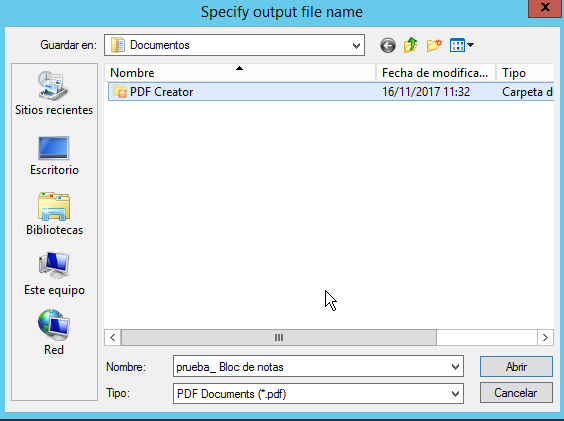 Specify output file name
x
Guardar en: Documentos
Nombre Fecha de modifica... Tipo
PDF Creator 16/11/2017 11:32 Carpeta d
Sitios recientes
Escritorio
Bibliotecas
Este equipo
Red
Nombre: prueba_ Bloc de notas Abrir
Tipo: PDF Documents (*.pdf) Cancelar